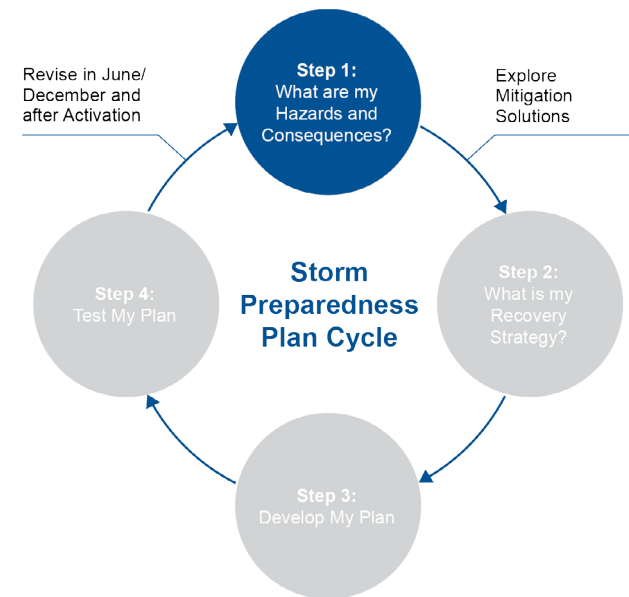 Step 1:
What are my
Hazards and
Consequences?
Explore
Mitigation
Solutions
Step 2:
What is my
Recovery
Strategy?
Step 3:
Develop My Plan
Step 4:
Test My Plan
Revise in June/
December and
after Activation
Storm
Preparedness
Plan Cycle